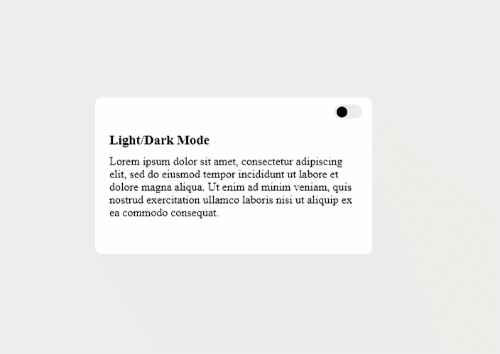 Light/Dark Mode
Lorem ipsum dolor sit amet, consectetur adipiscing
elit, sed do eiusmod tempor incididunt ut labore et
dolore magna aliqua. Ut enim ad minim veniam, quis
nostrud exercitation ullamco laboris nisi ut aliquip ex
ea commodo consequat.